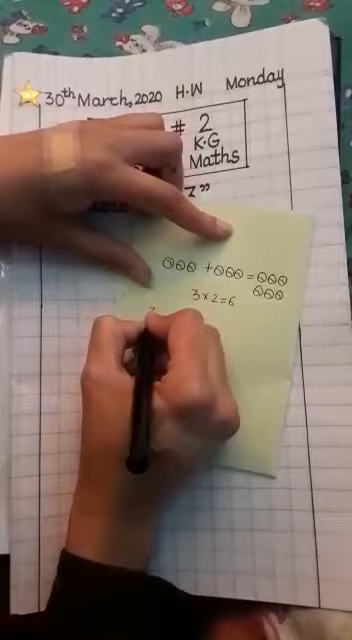 30th March, 2020 H.W Monday
# 2
K.G
Maths
3"
+ =
3×2=6